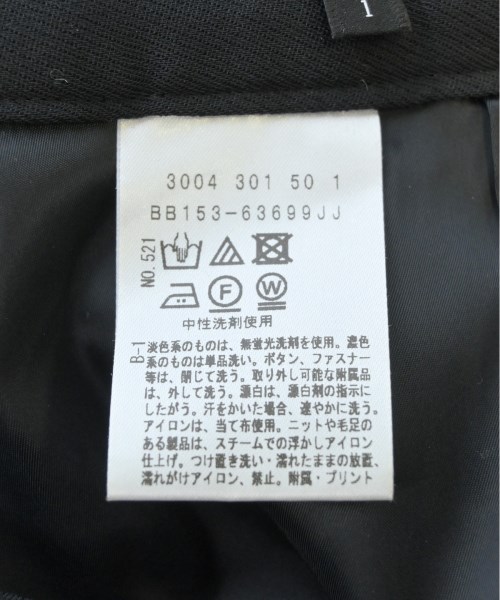 1
3004 301 50 1
BB153-63699JJ
NO.521
F
W
中性洗剤使用
B-1
淡色系のものは、無蛍光洗剤を使用。濃色
系のものは単品洗い。ボタン、ファスナー
等は、閉じて洗う。取り外し可能な附属品
は、外して洗う。漂白は、漂白剤の指示に
したがう。汗をかいた場合、速やかに洗う。
アイロンは、当て布使用。ニットや毛足の
ある製品は、スチームでの浮かしアイロン
仕上げ。つけ置き洗い・濡れたままの放置、
濡れがけアイロン、禁止。附属・プリント